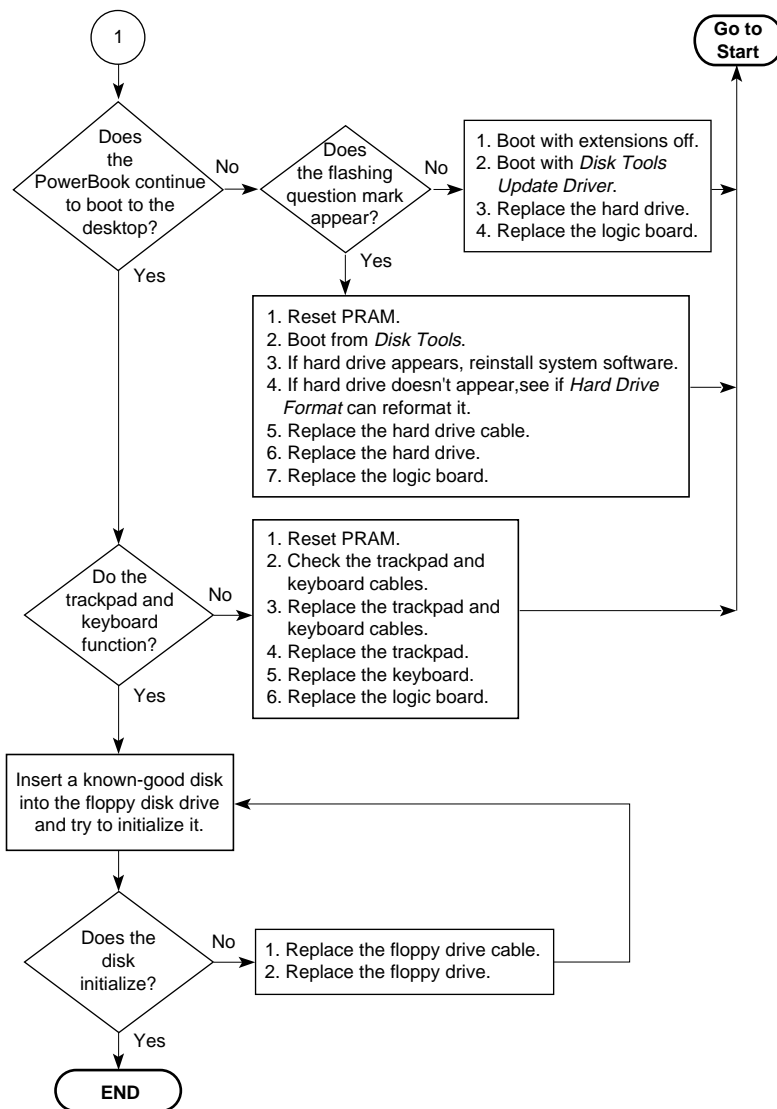 1
Go to
Start
Does
the
PowerBook continue
to boot to the
desktop?
No
Does
the flashing
question mark
appear?
No
1. Boot with extensions off.
2. Boot with Disk Tools
Update Driver.
3. Replace the hard drive.
4. Replace the logic board.
Yes
Yes
1. Reset PRAM.
2. Boot from Disk Tools.
3. If hard drive appears, reinstall system software.
4. If hard drive doesn't appear,see if Hard Drive
Format can reformat it.
5. Replace the hard drive cable.
6. Replace the hard drive.
7. Replace the logic board.
Do the
trackpad and
keyboard
function?
No
1. Reset PRAM.
2. Check the trackpad and
keyboard cables.
3. Replace the trackpad and
keyboard cables.
4. Replace the trackpad.
5. Replace the keyboard.
6. Replace the logic board.
Yes
Insert a known-good disk
into the floppy disk drive
and try to initialize it.
Does the
disk
initialize?
No
1. Replace the floppy drive cable.
2. Replace the floppy drive.
Yes
END